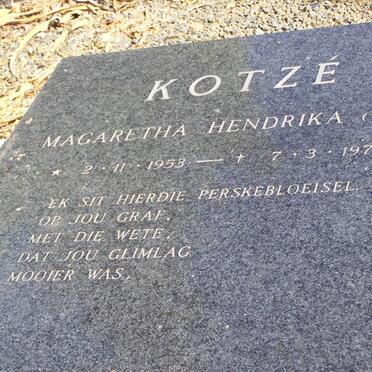 KOTZÉ
MAGARETHA HENDRIKA (
* 2·11·1953 — † 7·3·197
EK SIT HIERDIE PERSKEBLOEISEL
OP JOU GRAF,
MET DIE WETE,
DAT JOU GLIMLAG
MOOIER WAS.